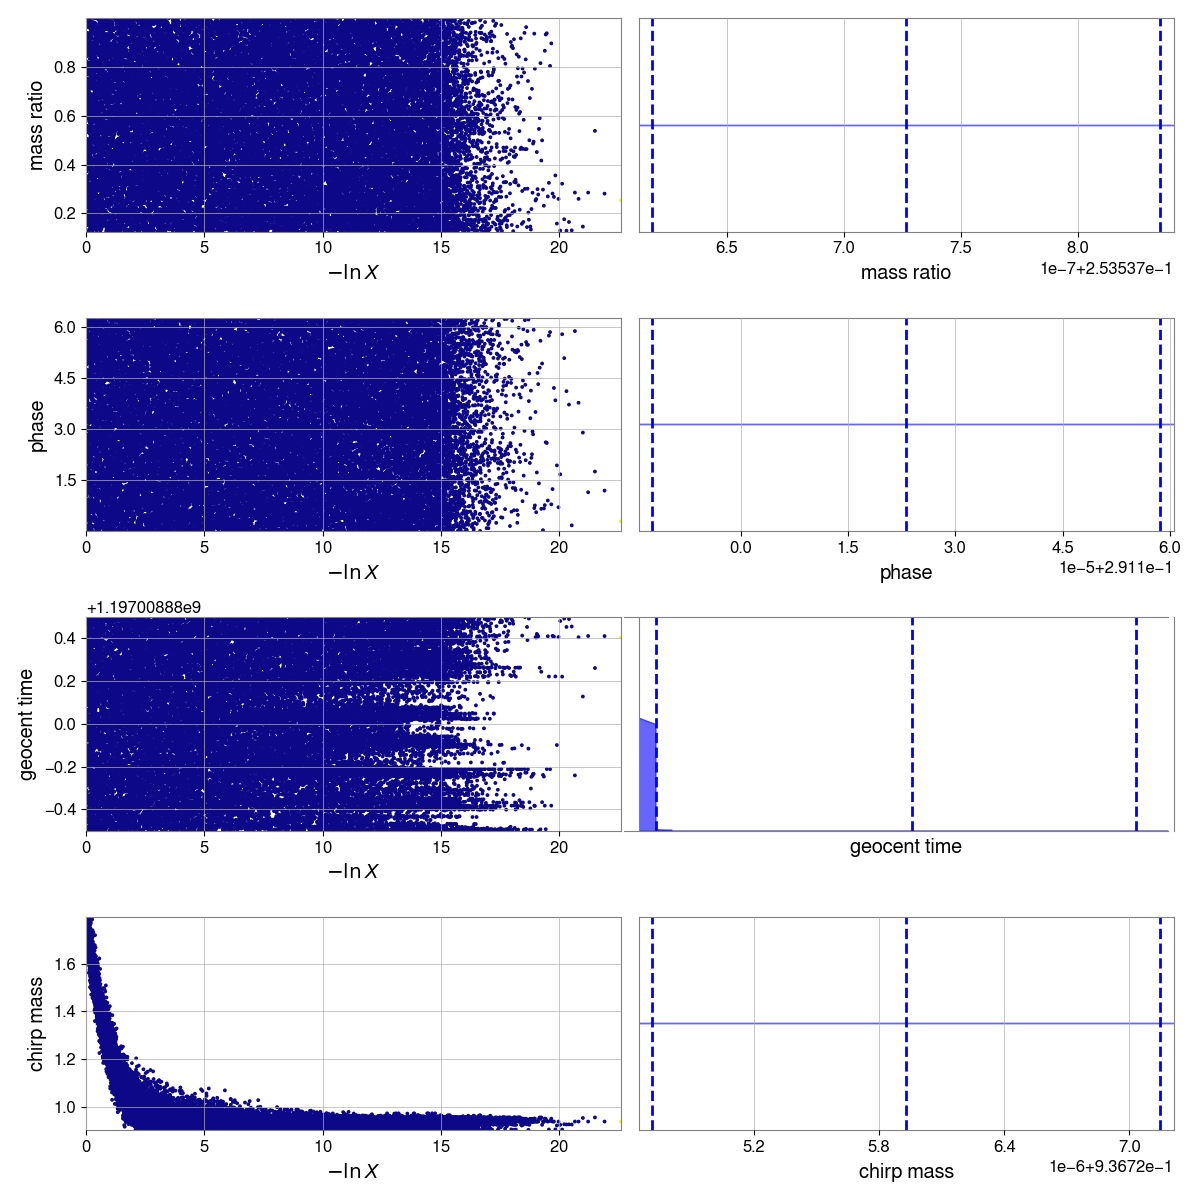 mass ratio
0.8
0.6
0.4
0.2
0 5 10 15 20
−ln X
6.5 7.0 7.5 8.0
mass ratio 1e−7+2.53537e−1
phase
6.0
4.5
3.0
1.5
0 5 10 15 20
−ln X
0.0 1.5 3.0 4.5 6.0
phase 1e−5+2.911e−1
+1.19700888e9
geocent time
0.4
0.2
0.0
−0.2
−0.4
0 5 10 15 20
−ln X
geocent time
chirp mass
1.6
1.4
1.2
1.0
0 5 10 15 20
−ln X
5.2 5.8 6.4 7.0
chirp mass 1e−6+9.3672e−1